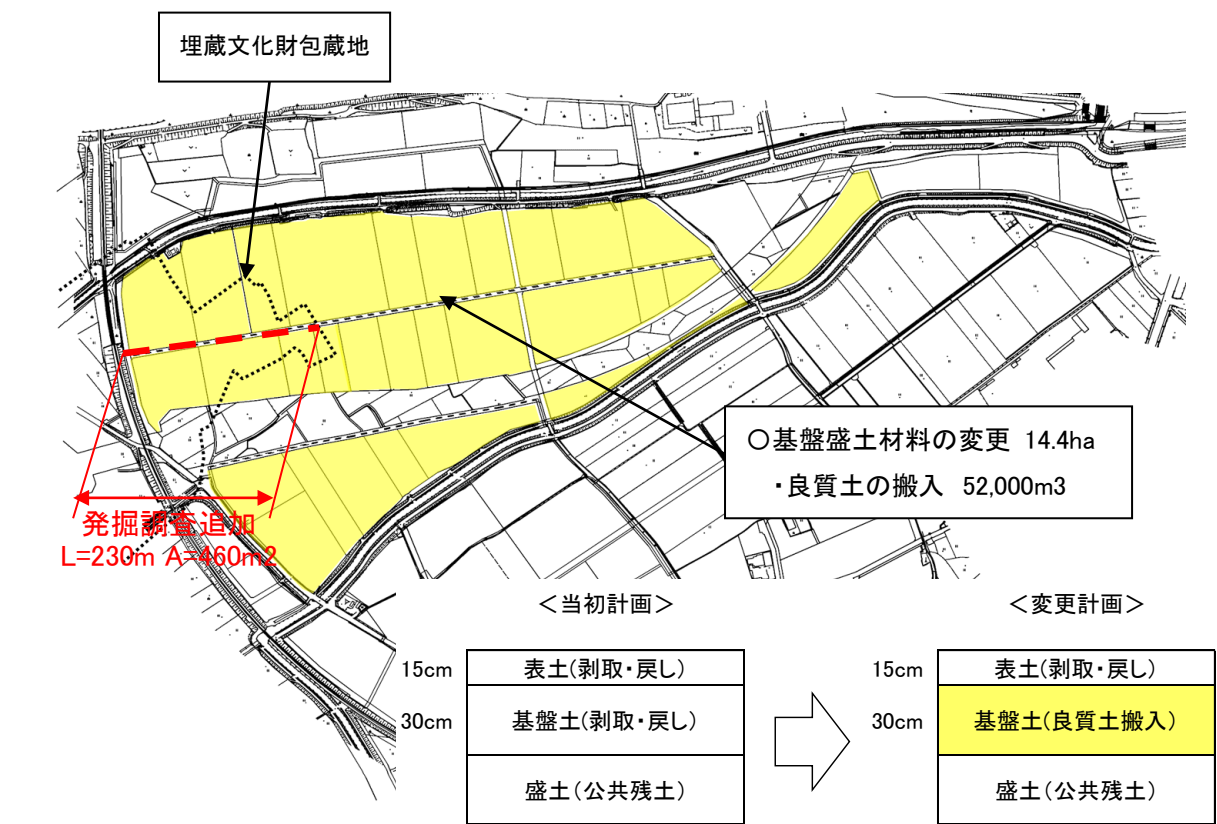 埋蔵文化財包蔵地
〇基盤盛土材料の変更 14.4ha
・良質土の搬入 52,000m3
発掘調査追加
L=230m A=460m2
＜当初計画＞
15cm
表土(剥取・戻し)
30cm
基盤土(剥取・戻し)
盛土(公共残土)
＜変更計画＞
15cm
表土(剥取・戻し)
30cm
基盤土(良質土搬入)
盛土(公共残土)